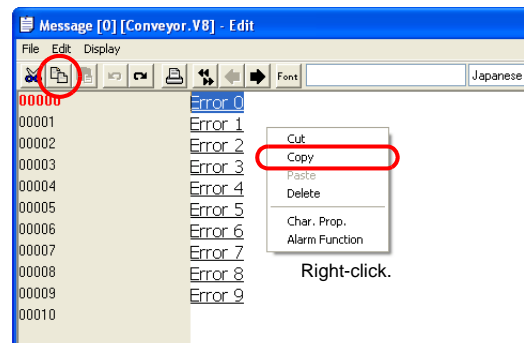 Message [0] [Conveyor.V8] - Edit
File Edit Display
Font Japanese
00000 Error 0
00001 Error 1
00002 Error 2
00003 Error 3
00004 Error 4
00005 Error 5
00006 Error 6
00007 Error 7
00008 Error 8
00009 Error 9
00010
Cut
Copy
Paste
Delete
Char. Prop.
Alarm Function
Right-click.